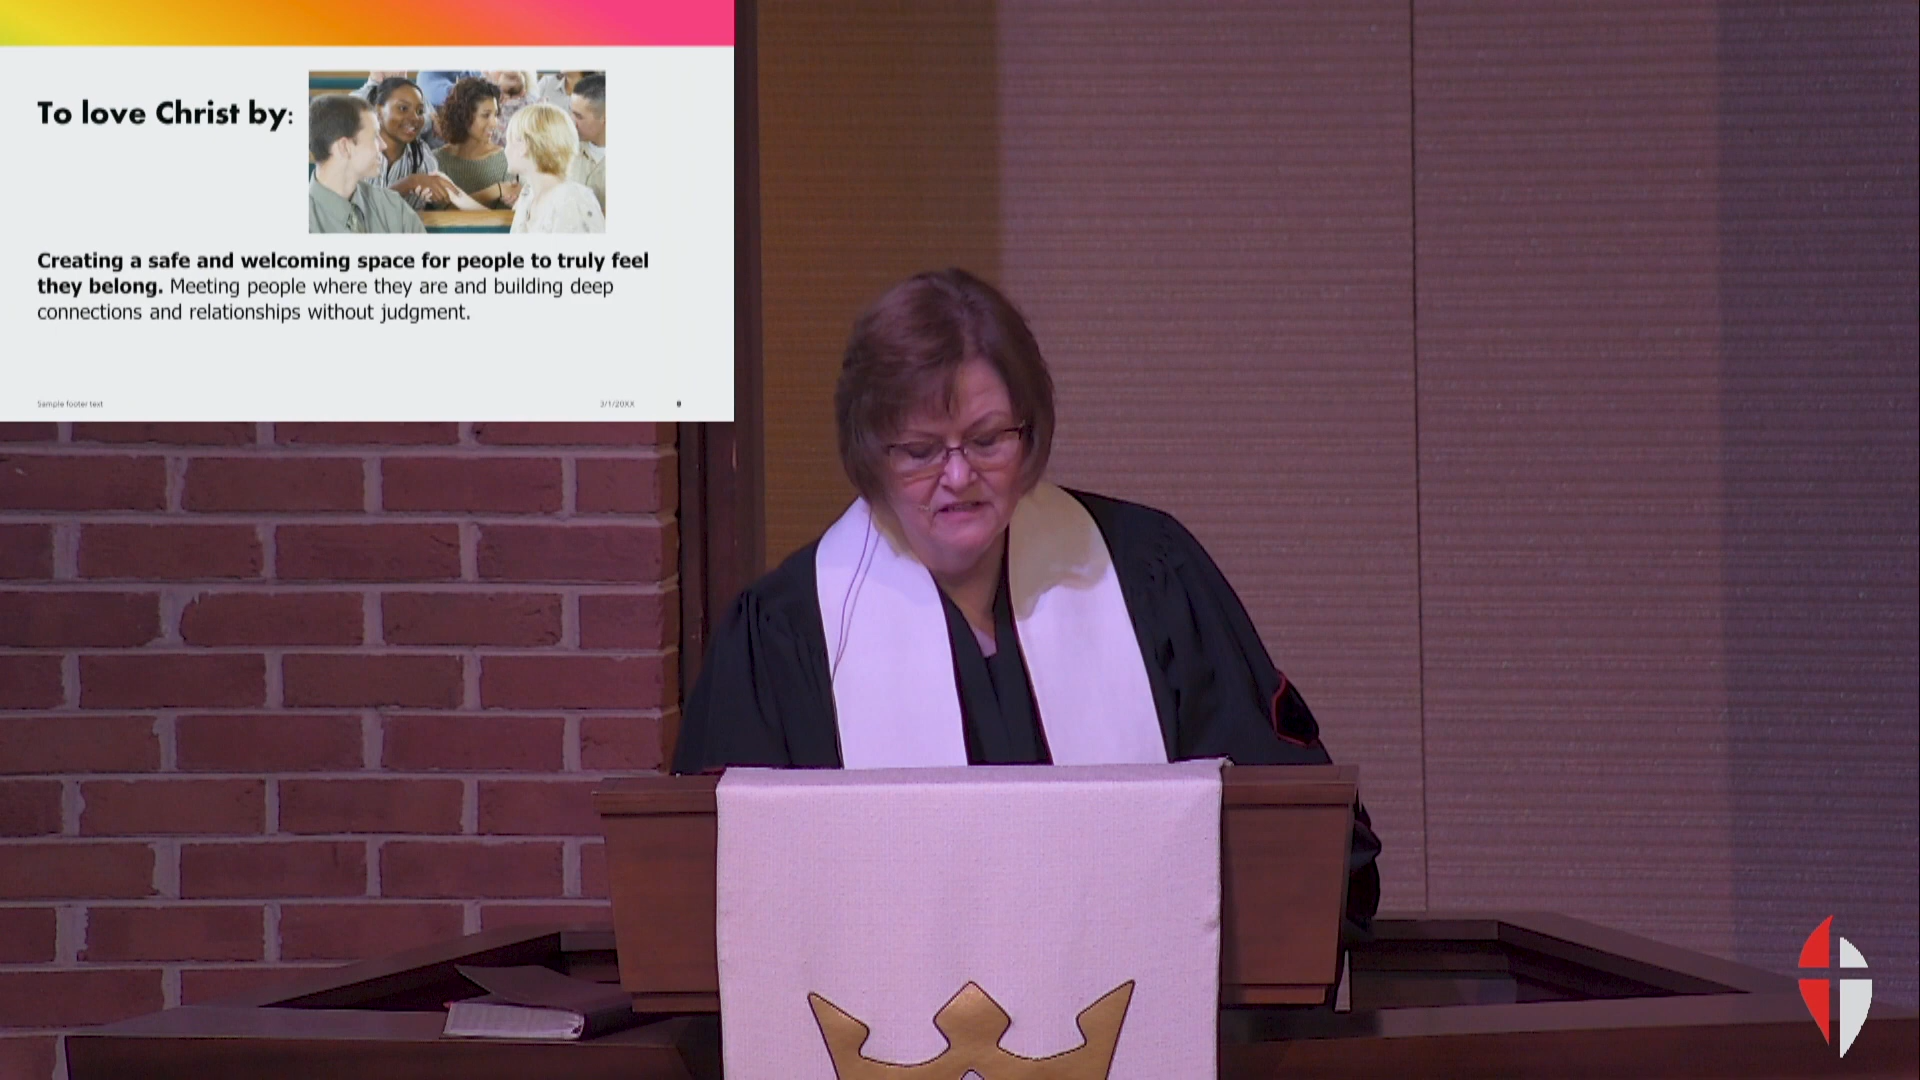 To love Christ by:
Creating a safe and welcoming space for people to truly feel
they belong. Meeting people where they are and building deep
connections and relationships without judgment.
Sample footer text
3/1/20XX
9